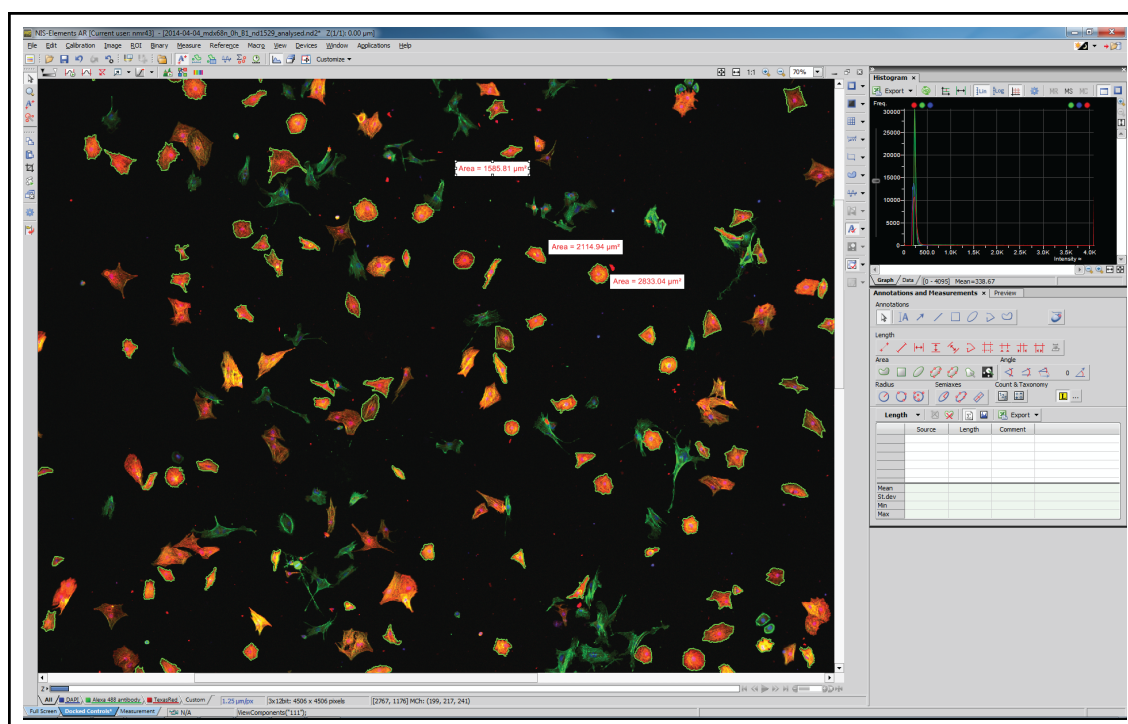 NIS-Elements AR [Current user: nmr43] - [2014-04-04_mdx68n_0h_B1_nd1529_analysed.nd2* Z(1/1): 0.00 µm]
File Edit Calibration Image ROI Binary Measure Reference Macro View Devices Window Applications Help
Customize
1:1 70%
Histogram ×
Export Lin Log MS
Freq.
30000
25000
20000
15000
10000
5000
0
0 500.0 1.0K 1.5K 2.0K 2.5K 3.0K 3.5K 4.0K
Intensity =
Graph Data [0 - 4095] Mean=338.67
Area = 1585.81 µm²
Area = 2114.94 µm²
Area = 2833.04 µm²
Annotations and Measurements × Preview
Annotations
Length
Area Angle
0
Radius Semiaxes Count & Taxonomy
Length Export
Source Length Comment
Mean
St.dev
Min
Max
All DAPI Alexa 488 antibody TexasRed Custom 1.25 µm/px 3x12bit: 4506 x 4506 pixels [2767, 1176] MCh: (199, 217, 241)
Full Screen Docked Controls* Measurement N/A ViewComponents("111");